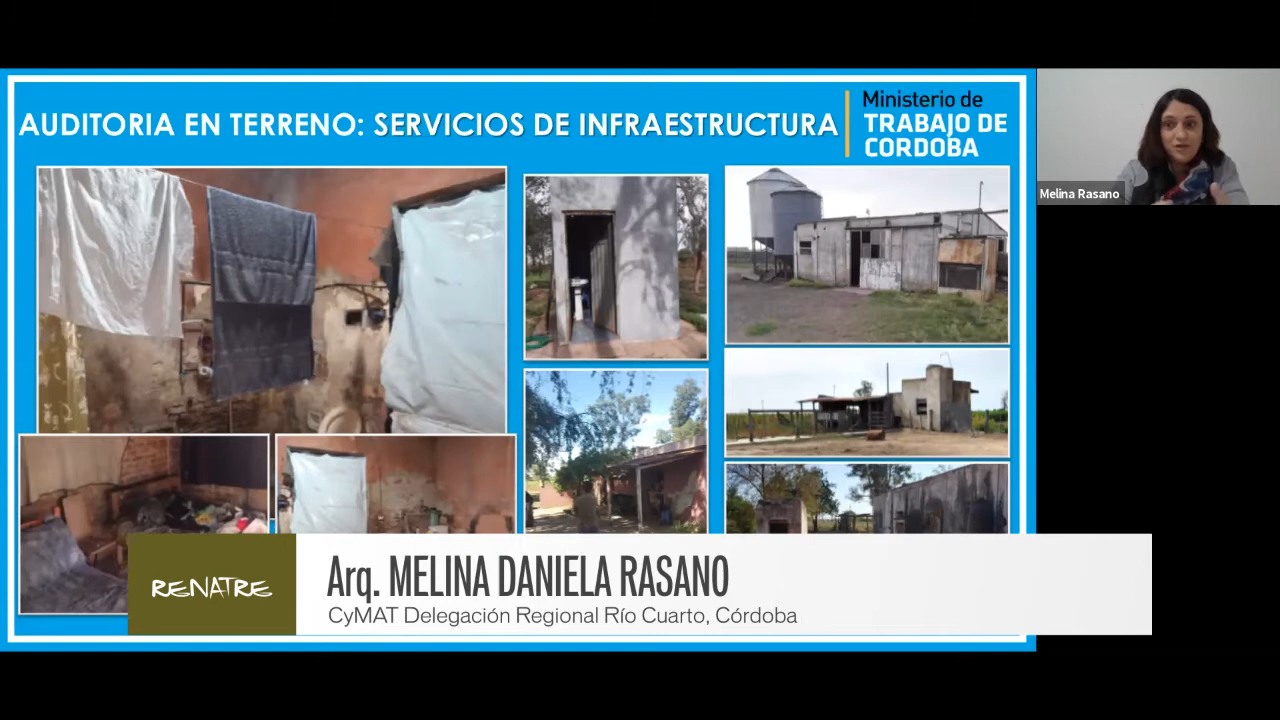 AUDITORIA EN TERRENO: SERVICIOS DE INFRAESTRUCTURA
Ministerio de
TRABAJO DE
CORDOBA
Melina Rasano
RENATRE
Arq. MELINA DANIELA RASANO
CyMAT Delegación Regional Río Cuarto, Córdoba